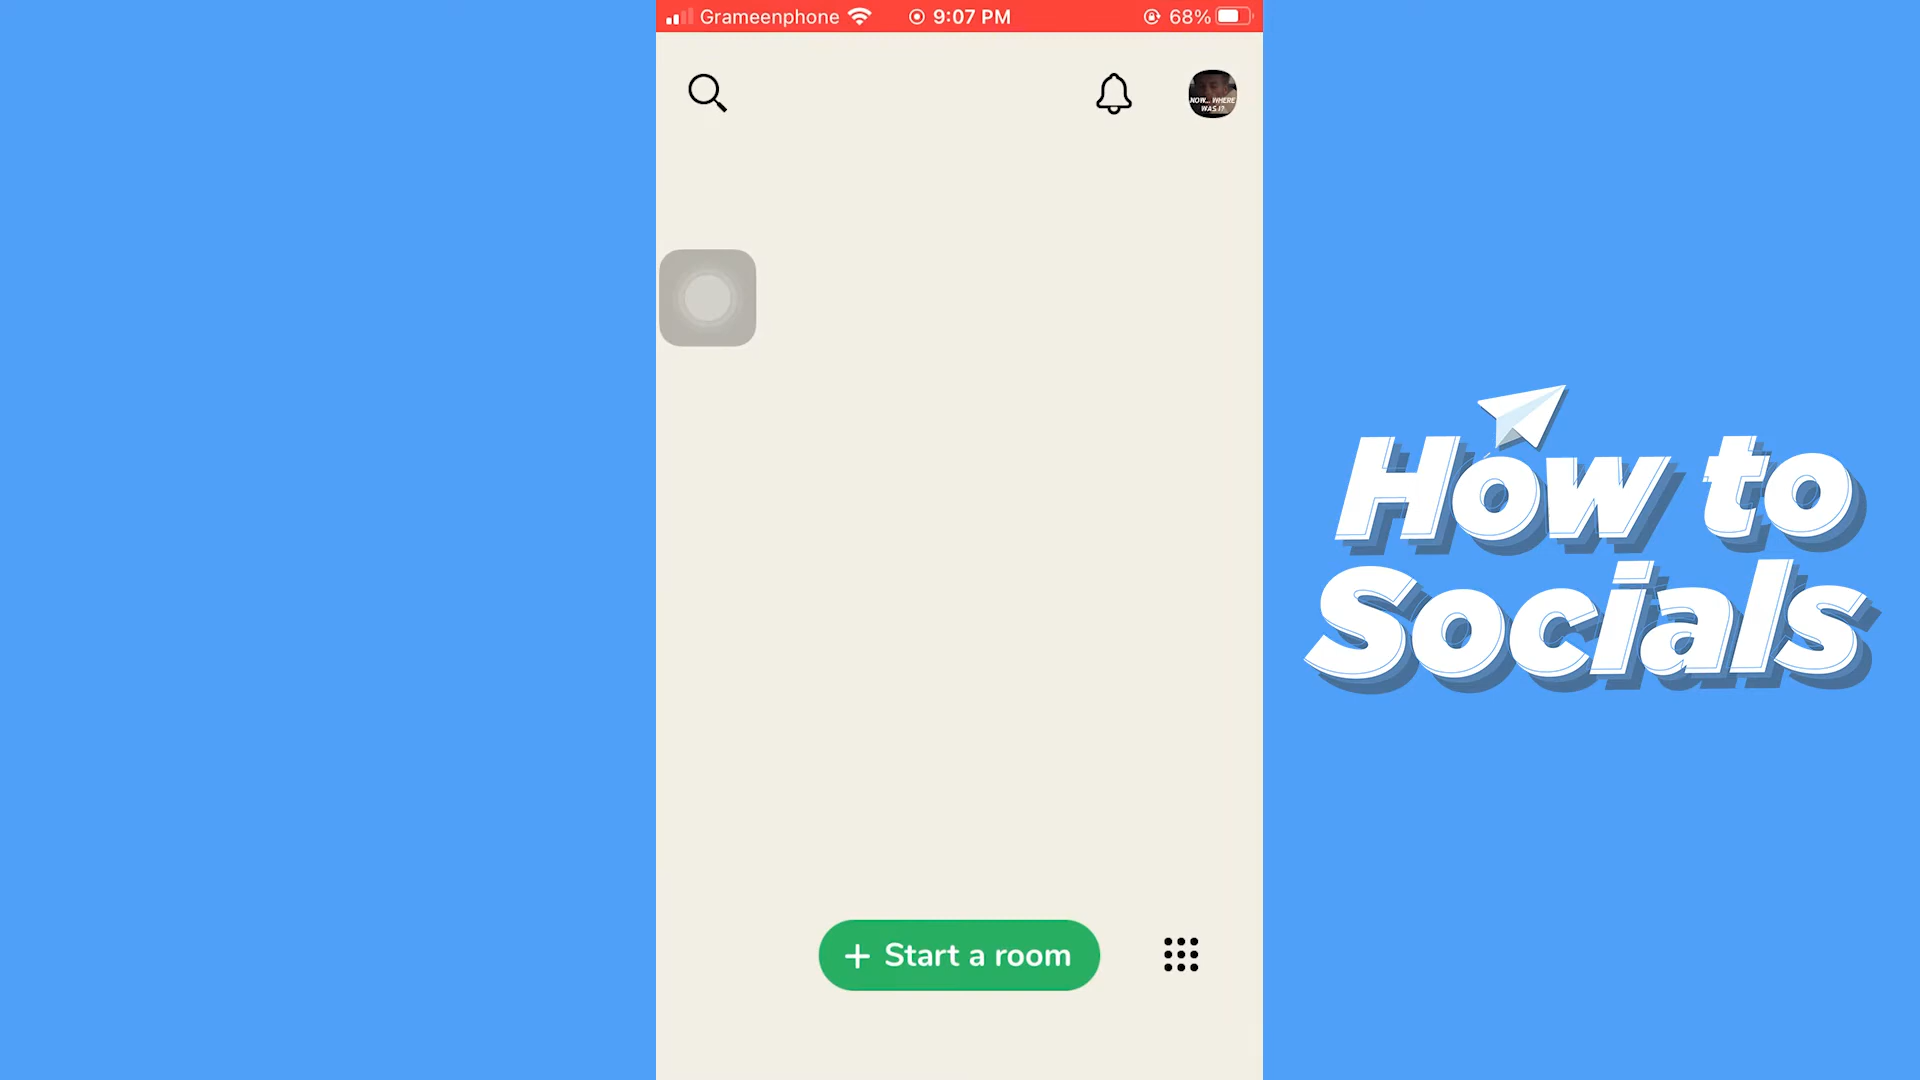 Grameenphone 9:07 PM 68%
NOW... WHERE
WAS I?
+ Start a room
How to
Socials